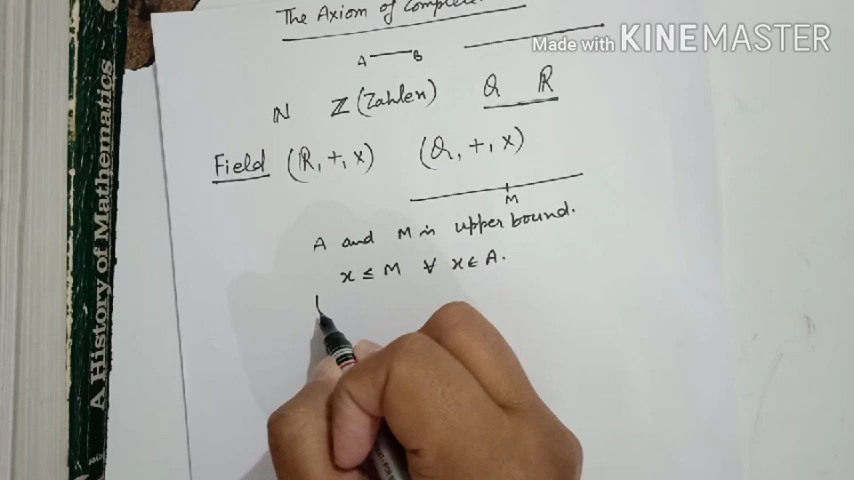 The Axiom of Complete
Made with KINEMASTER
A B
ℕ ℤ (Zahlen) ℚ ℝ
Field (ℝ, +, x) (ℚ, +, x)
M
A and M is upper bound.
x ≤ M ∀ x ∈ A.
A History of Mathematics